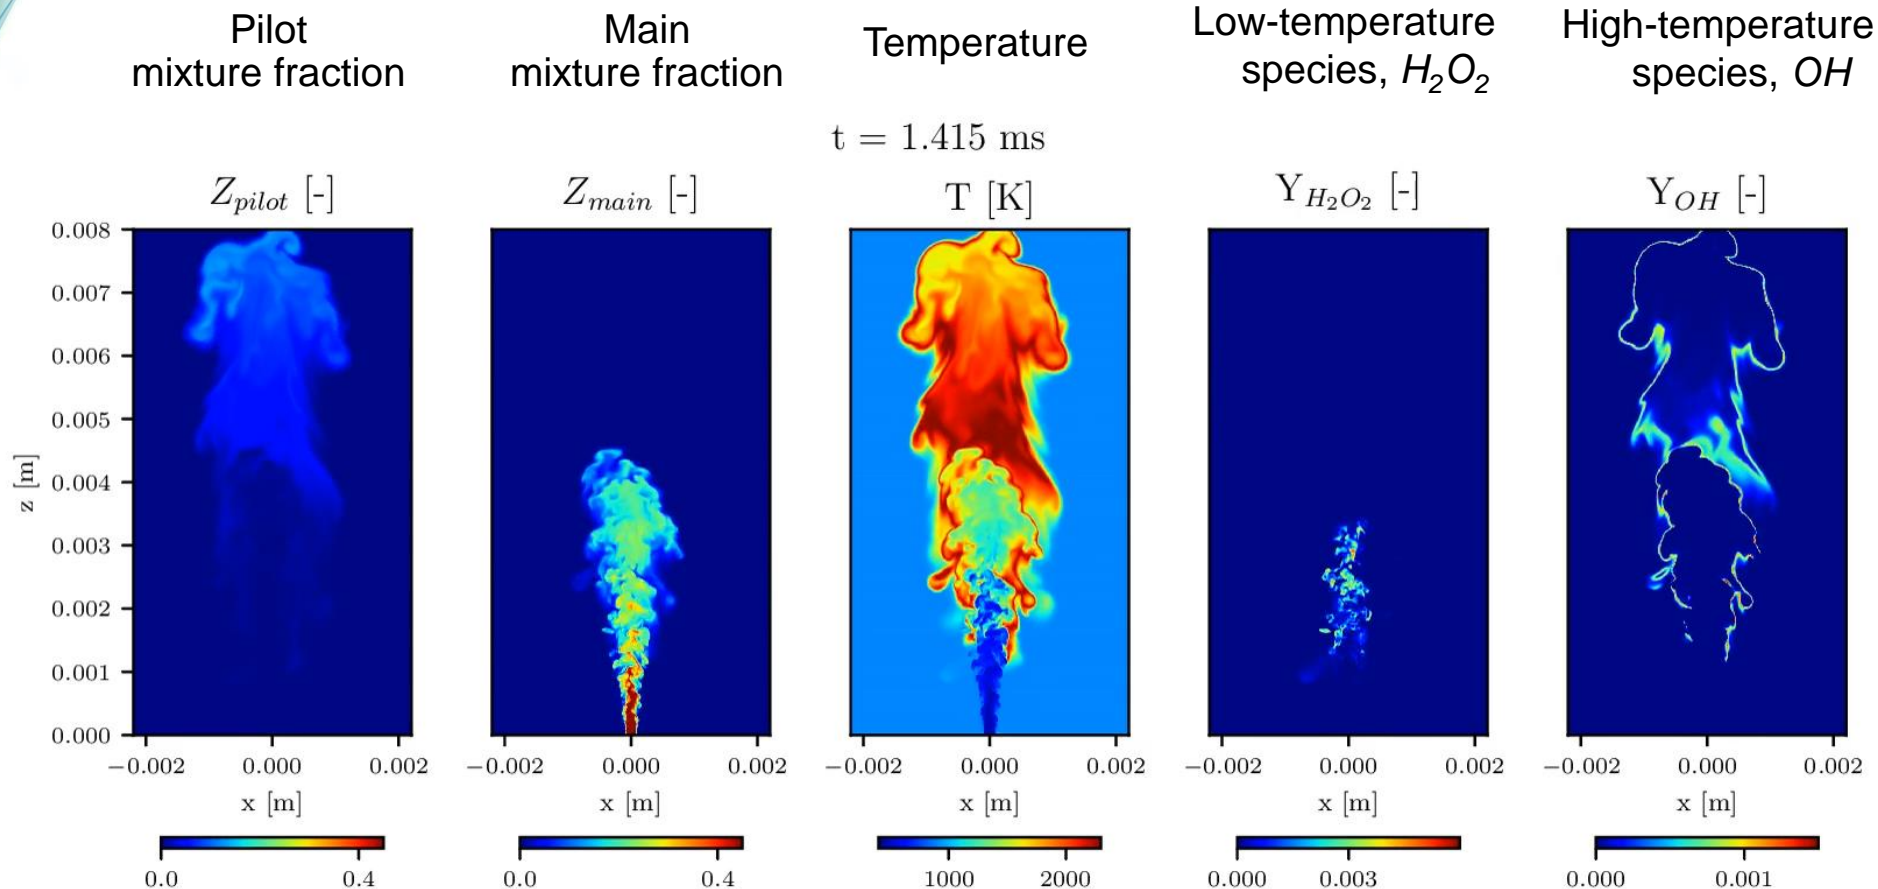 Pilot
mixture fraction
Main
mixture fraction
Temperature
Low-temperature
species, H₂O₂
High-temperature
species, OH
t = 1.415 ms
Z_pilot [-]
Z_main [-]
T [K]
Y_H₂O₂ [-]
Y_OH [-]
0.008
0.007
0.006
0.005
0.004
0.003
0.002
0.001
0.000
z [m]
−0.002 0.000 0.002
−0.002 0.000 0.002
−0.002 0.000 0.002
−0.002 0.000 0.002
−0.002 0.000 0.002
x [m]
x [m]
x [m]
x [m]
x [m]
0.0 0.4
0.0 0.4
1000 2000
0.000 0.003
0.000 0.001